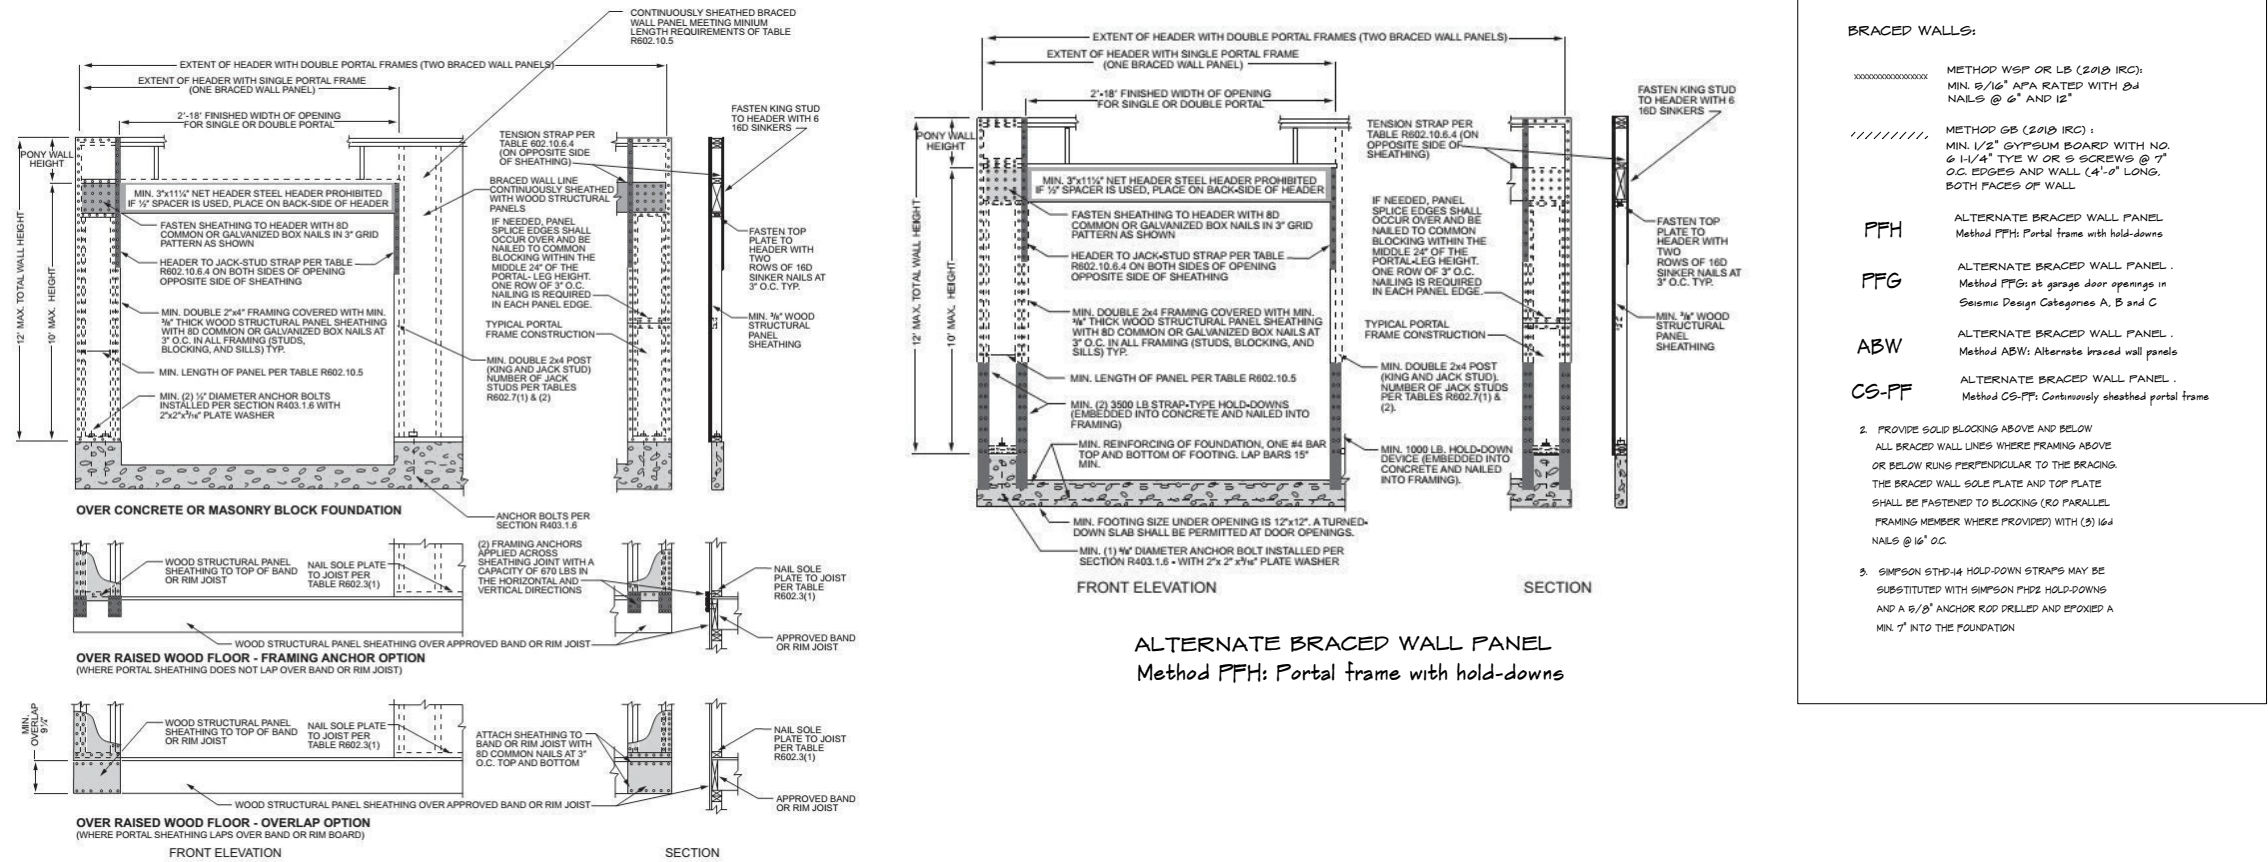 CONTINUOUSLY SHEATHED BRACED
WALL PANEL MEETING MINIUM
LENGTH REQUIREMENTS OF TABLE
R602.10.5
EXTENT OF HEADER WITH DOUBLE PORTAL FRAMES (TWO BRACED WALL PANELS)
EXTENT OF HEADER WITH SINGLE PORTAL FRAME
(ONE BRACED WALL PANEL)
2'-18' FINISHED WIDTH OF OPENING
FOR SINGLE OR DOUBLE PORTAL
PONY WALL
HEIGHT
12' MAX. TOTAL WALL HEIGHT
10' MAX. HEIGHT
MIN. 3"x11¼" NET HEADER STEEL HEADER PROHIBITED
IF ½" SPACER IS USED, PLACE ON BACK-SIDE OF HEADER
FASTEN SHEATHING TO HEADER WITH 8D
COMMON OR GALVANIZED BOX NAILS IN 3" GRID
PATTERN AS SHOWN
HEADER TO JACK-STUD STRAP PER TABLE
R602.10.6.4 ON BOTH SIDES OF OPENING
OPPOSITE SIDE OF SHEATHING
MIN. DOUBLE 2"x4" FRAMING COVERED WITH MIN.
⅜" THICK WOOD STRUCTURAL PANEL SHEATHING
WITH 8D COMMON OR GALVANIZED BOX NAILS AT
3" O.C. IN ALL FRAMING (STUDS,
BLOCKING, AND SILLS) TYP.
MIN. LENGTH OF PANEL PER TABLE R602.10.5
MIN. (2) ½" DIAMETER ANCHOR BOLTS
INSTALLED PER SECTION R403.1.6 WITH
2"x2"x³⁄₁₆" PLATE WASHER
TENSION STRAP PER
TABLE 602.10.6.4
(ON OPPOSITE SIDE
OF SHEATHING)
BRACED WALL LINE
CONTINUOUSLY SHEATHED
WITH WOOD STRUCTURAL
PANELS
IF NEEDED, PANEL
SPLICE EDGES SHALL
OCCUR OVER AND BE
NAILED TO COMMON
BLOCKING WITHIN THE
MIDDLE 24" OF THE
PORTAL- LEG HEIGHT.
ONE ROW OF 3" O.C.
NAILING IS REQUIRED
IN EACH PANEL EDGE.
TYPICAL PORTAL
FRAME CONSTRUCTION
MIN. DOUBLE 2x4 POST
(KING AND JACK STUD)
NUMBER OF JACK
STUDS PER TABLES
R602.7(1) & (2)
FASTEN KING STUD
TO HEADER WITH 6
16D SINKERS
FASTEN TOP
PLATE TO
HEADER WITH
TWO
ROWS OF 16D
SINKER NAILS AT
3" O.C. TYP.
MIN. ⅜" WOOD
STRUCTURAL
PANEL
SHEATHING
OVER CONCRETE OR MASONRY BLOCK FOUNDATION
ANCHOR BOLTS PER
SECTION R403.1.6
WOOD STRUCTURAL PANEL
SHEATHING TO TOP OF BAND
OR RIM JOIST
NAIL SOLE PLATE
TO JOIST PER
TABLE R602.3(1)
(2) FRAMING ANCHORS
APPLIED ACROSS
SHEATHING JOINT WITH A
CAPACITY OF 670 LBS IN
THE HORIZONTAL AND
VERTICAL DIRECTIONS
NAIL SOLE
PLATE TO JOIST
PER TABLE
R602.3(1)
WOOD STRUCTURAL PANEL SHEATHING OVER APPROVED BAND OR RIM JOIST
APPROVED BAND
OR RIM JOIST
OVER RAISED WOOD FLOOR - FRAMING ANCHOR OPTION
(WHERE PORTAL SHEATHING DOES NOT LAP OVER BAND OR RIM JOIST)
MIN.
OVERLAP
9¼"
WOOD STRUCTURAL PANEL
SHEATHING TO TOP OF BAND
OR RIM JOIST
NAIL SOLE PLATE
TO JOIST PER
TABLE R602.3(1)
ATTACH SHEATHING TO
BAND OR RIM JOIST WITH
8D COMMON NAILS AT 3"
O.C. TOP AND BOTTOM
NAIL SOLE
PLATE TO JOIST
PER TABLE
R602.3(1)
WOOD STRUCTURAL PANEL SHEATHING OVER APPROVED BAND OR RIM JOIST
APPROVED BAND
OR RIM JOIST
OVER RAISED WOOD FLOOR - OVERLAP OPTION
(WHERE PORTAL SHEATHING LAPS OVER BAND OR RIM BOARD)
FRONT ELEVATION
SECTION
EXTENT OF HEADER WITH DOUBLE PORTAL FRAMES (TWO BRACED WALL PANELS)
EXTENT OF HEADER WITH SINGLE PORTAL FRAME
(ONE BRACED WALL PANEL)
2'-18' FINISHED WIDTH OF OPENING
FOR SINGLE OR DOUBLE PORTAL
PONY WALL
HEIGHT
12' MAX. TOTAL WALL HEIGHT
10' MAX. HEIGHT
MIN. 3"x11¼" NET HEADER STEEL HEADER PROHIBITED
IF ½" SPACER IS USED, PLACE ON BACK-SIDE OF HEADER
FASTEN SHEATHING TO HEADER WITH 8D
COMMON OR GALVANIZED BOX NAILS IN 3" GRID
PATTERN AS SHOWN
HEADER TO JACK-STUD STRAP PER TABLE
R602.10.6.4 ON BOTH SIDES OF OPENING
OPPOSITE SIDE OF SHEATHING
MIN. DOUBLE 2x4 FRAMING COVERED WITH MIN.
⅜" THICK WOOD STRUCTURAL PANEL SHEATHING
WITH 8D COMMON OR GALVANIZED BOX NAILS AT
3" O.C. IN ALL FRAMING (STUDS, BLOCKING, AND
SILLS) TYP.
MIN. LENGTH OF PANEL PER TABLE R602.10.5
MIN. (2) 3500 LB STRAP-TYPE HOLD-DOWNS
(EMBEDDED INTO CONCRETE AND NAILED INTO
FRAMING)
MIN. REINFORCING OF FOUNDATION, ONE #4 BAR
TOP AND BOTTOM OF FOOTING. LAP BARS 15"
MIN.
MIN. FOOTING SIZE UNDER OPENING IS 12"x12". A TURNED-
DOWN SLAB SHALL BE PERMITTED AT DOOR OPENINGS.
MIN. (1) ⅝" DIAMETER ANCHOR BOLT INSTALLED PER
SECTION R403.1.6 - WITH 2"x 2" x³⁄₁₆" PLATE WASHER
TENSION STRAP PER
TABLE R602.10.6.4 (ON
OPPOSITE SIDE OF
SHEATHING)
IF NEEDED, PANEL
SPLICE EDGES SHALL
OCCUR OVER AND BE
NAILED TO COMMON
BLOCKING WITHIN THE
MIDDLE 24" OF THE
PORTAL-LEG HEIGHT.
ONE ROW OF 3" O.C.
NAILING IS REQUIRED
IN EACH PANEL EDGE.
TYPICAL PORTAL
FRAME CONSTRUCTION
MIN. DOUBLE 2x4 POST
(KING AND JACK STUD).
NUMBER OF JACK STUDS
PER TABLES R602.7(1) &
(2).
MIN. 1000 LB. HOLD-DOWN
DEVICE (EMBEDDED INTO
CONCRETE AND NAILED
INTO FRAMING).
FASTEN KING STUD
TO HEADER WITH 6
16D SINKERS
FASTEN TOP
PLATE TO
HEADER WITH
TWO
ROWS OF 16D
SINKER NAILS AT
3" O.C. TYP.
MIN. ⅜" WOOD
STRUCTURAL
PANEL
SHEATHING
FRONT ELEVATION
SECTION
ALTERNATE BRACED WALL PANEL
Method PFH: Portal frame with hold-downs
BRACED WALLS:
xxxxxxxxxxxxxxxx
METHOD WSP OR LB (2018 IRC):
MIN. 5/16" APA RATED WITH 8d
NAILS @ 6" AND 12"
//////////.
METHOD GB (2018 IRC) :
MIN. 1/2" GYPSUM BOARD WITH NO.
6 1-1/4" TYE W OR S SCREWS @ 7"
O.C. EDGES AND WALL (4'-0" LONG,
BOTH FACES OF WALL
PFH
ALTERNATE BRACED WALL PANEL
Method PFH: Portal frame with hold-downs
PFG
ALTERNATE BRACED WALL PANEL .
Method PFG: at garage door openings in
Seismic Design Categories A, B and C
ABW
ALTERNATE BRACED WALL PANEL .
Method ABW: Alternate braced wall panels
CS-PF
ALTERNATE BRACED WALL PANEL .
Method CS-PF: Continuously sheathed portal frame
2. PROVIDE SOLID BLOCKING ABOVE AND BELOW
ALL BRACED WALL LINES WHERE FRAMING ABOVE
OR BELOW RUNS PERPENDICULAR TO THE BRACING.
THE BRACED WALL SOLE PLATE AND TOP PLATE
SHALL BE FASTENED TO BLOCKING (RO PARALLEL
FRAMING MEMBER WHERE PROVIDED) WITH (3) 16d
NAILS @ 16" O.C.
3. SIMPSON STHD-14 HOLD-DOWN STRAPS MAY BE
SUBSTITUTED WITH SIMPSON PHD2 HOLD-DOWNS
AND A 5/8" ANCHOR ROD DRILLED AND EPOXIED A
MIN. 7" INTO THE FOUNDATION